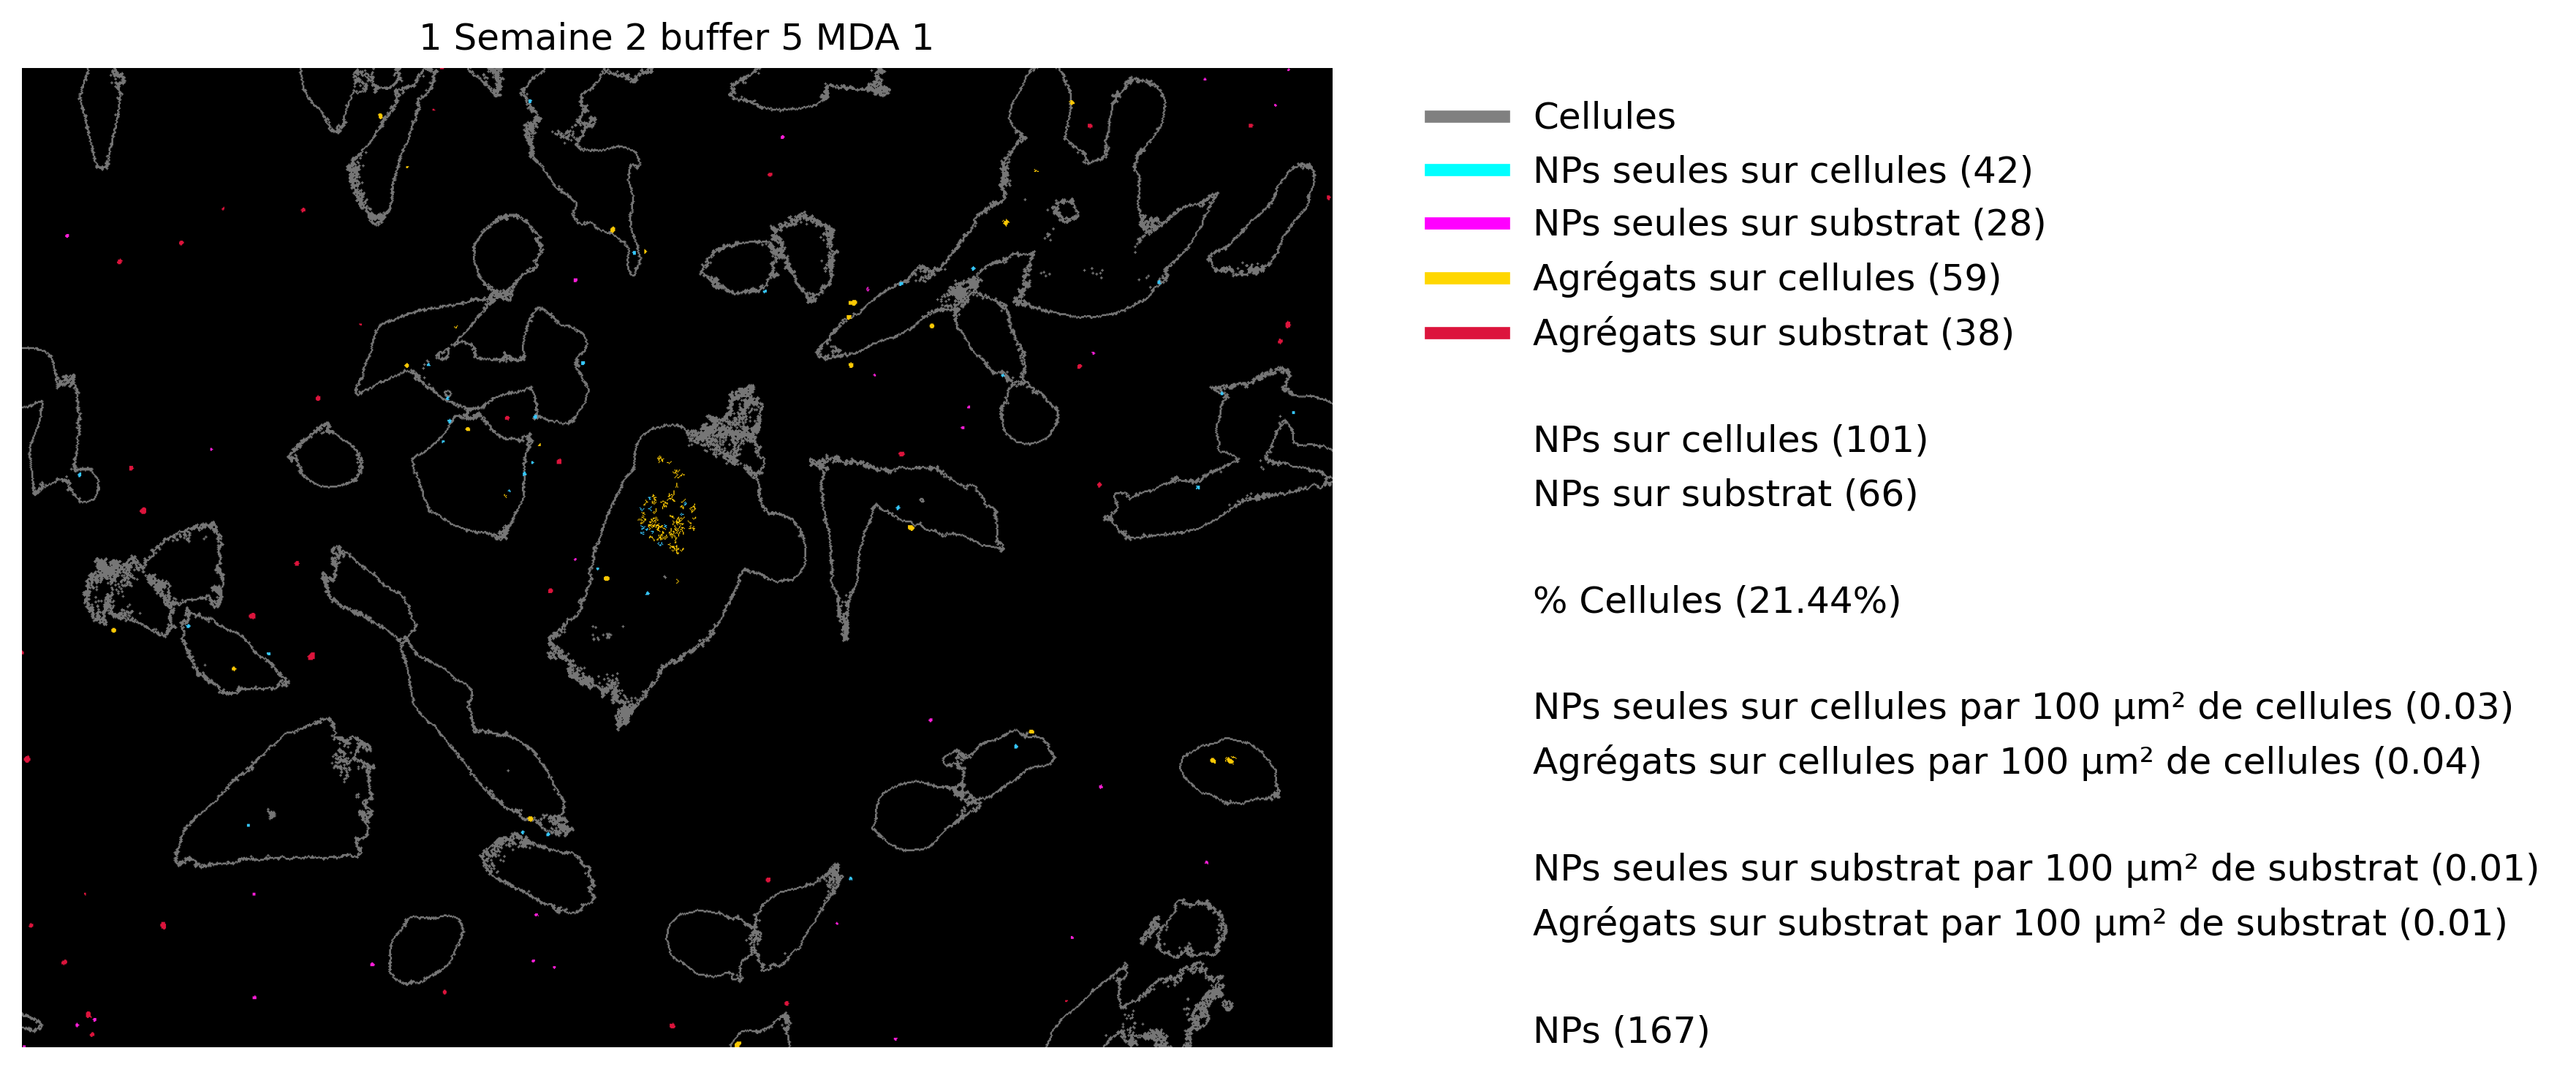 1 Semaine 2 buffer 5 MDA 1
Cellules
NPs seules sur cellules (42)
NPs seules sur substrat (28)
Agrégats sur cellules (59)
Agrégats sur substrat (38)
NPs sur cellules (101)
NPs sur substrat (66)
% Cellules (21.44%)
NPs seules sur cellules par 100 µm² de cellules (0.03)
Agrégats sur cellules par 100 µm² de cellules (0.04)
NPs seules sur substrat par 100 µm² de substrat (0.01)
Agrégats sur substrat par 100 µm² de substrat (0.01)
NPs (167)